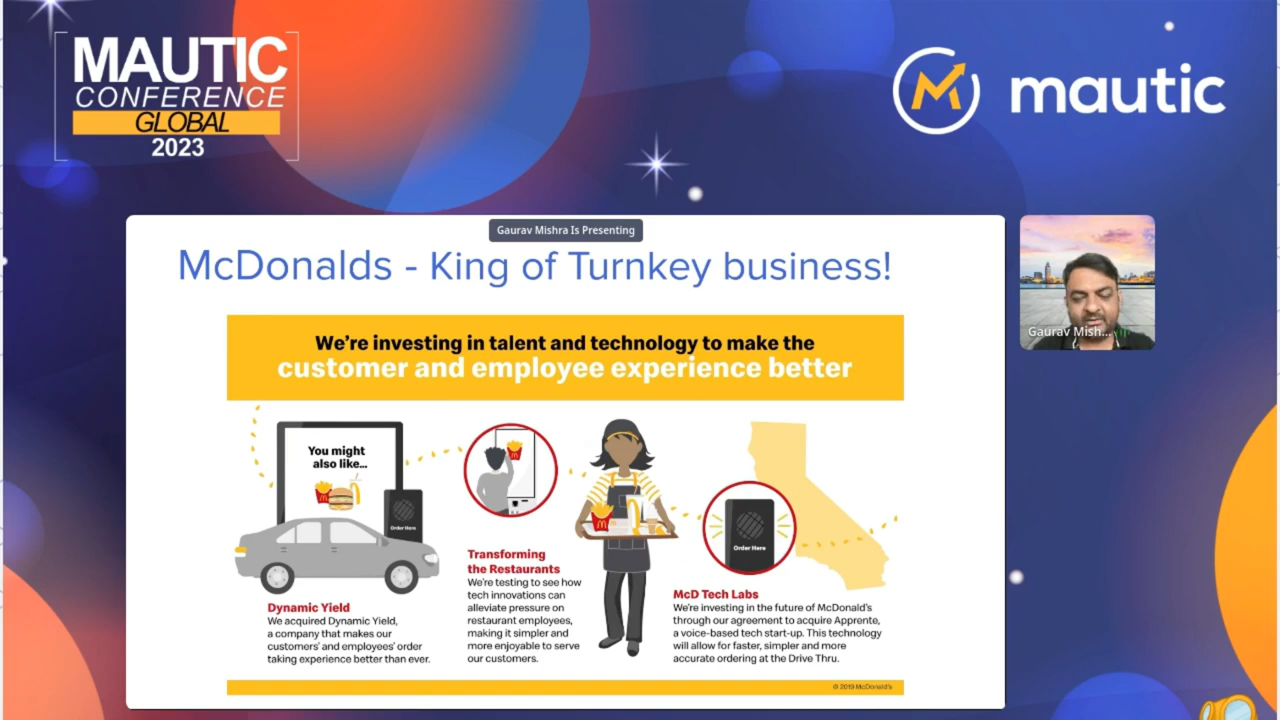 MAUTIC
CONFERENCE
GLOBAL
2023
mautic
Gaurav Mishra Is Presenting
McDonalds - King of Turnkey business!
Gaurav Mish...
We're investing in talent and technology to make the
customer and employee experience better
You might
also like...
Order Here
Dynamic Yield
We acquired Dynamic Yield,
a company that makes our
customers' and employees' order
taking experience better than ever.
Transforming
the Restaurants
We're testing to see how
tech innovations can
alleviate pressure on
restaurant employees,
making it simpler and
more enjoyable to serve
our customers.
Order Here
McD Tech Labs
We're investing in the future of McDonald's
through our agreement to acquire Apprente,
a voice-based tech start-up. This technology
will allow for faster, simpler and more
accurate ordering at the Drive Thru.
© 2019 McDonald's